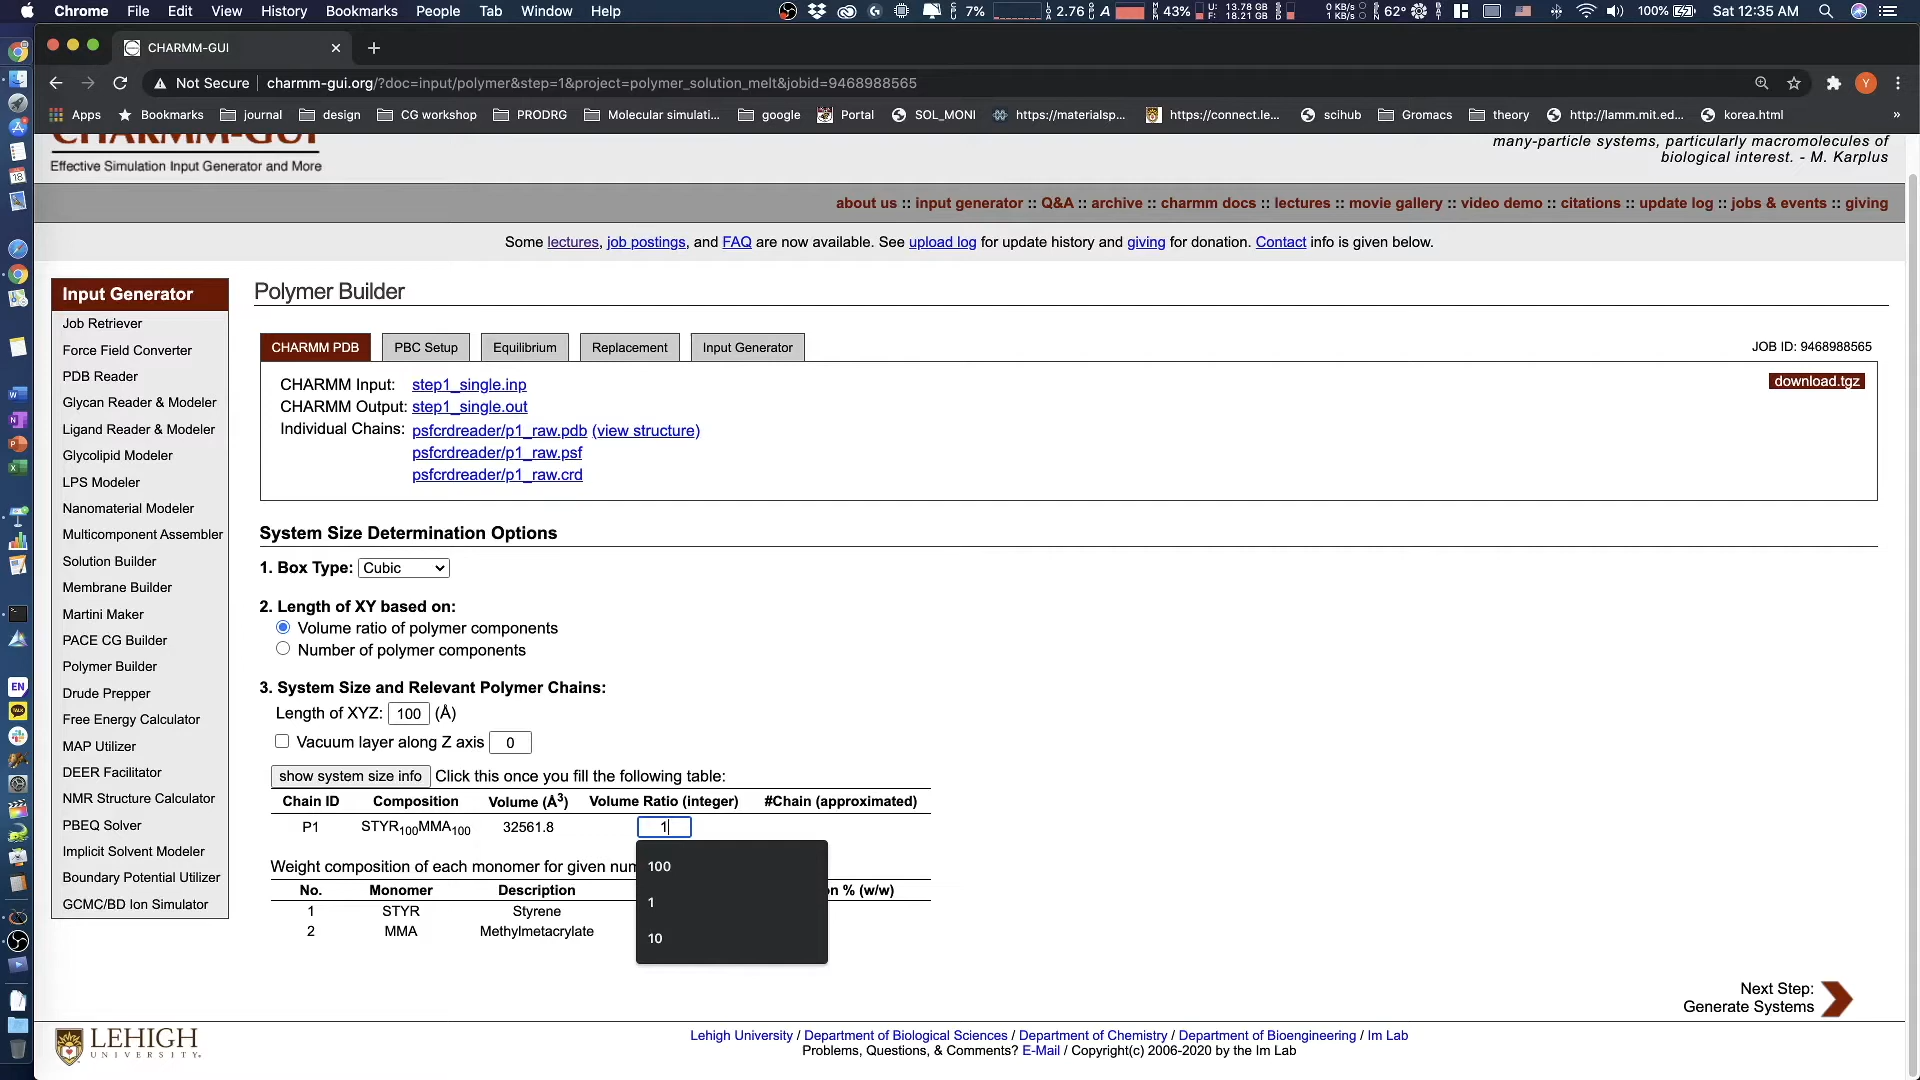 Chrome File Edit View History Bookmarks People Tab Window Help 7% 2.76 A 43% U: 13.78 GB F: 18.21 GB 0 KB/s 1 KB/s 62° 100% Sat 12:35 AM
CHARMM-GUI
Not Secure charmm-gui.org/?doc=input/polymer&step=1&project=polymer_solution_melt&jobid=9468988565 Y
Apps Bookmarks journal design CG workshop PRODRG Molecular simulati... google Portal SOL_MONI https://materialsp... https://connect.le... scihub Gromacs theory http://lamm.mit.ed... korea.html »
CHARMM-GUI
Effective Simulation Input Generator and More
many-particle systems, particularly macromolecules of
biological interest. - M. Karplus
about us :: input generator :: Q&A :: archive :: charmm docs :: lectures :: movie gallery :: video demo :: citations :: update log :: jobs & events :: giving
Some lectures, job postings, and FAQ are now available. See upload log for update history and giving for donation. Contact info is given below.
Input Generator
Job Retriever
Force Field Converter
PDB Reader
Glycan Reader & Modeler
Ligand Reader & Modeler
Glycolipid Modeler
LPS Modeler
Nanomaterial Modeler
Multicomponent Assembler
Solution Builder
Membrane Builder
Martini Maker
PACE CG Builder
Polymer Builder
Drude Prepper
Free Energy Calculator
MAP Utilizer
DEER Facilitator
NMR Structure Calculator
PBEQ Solver
Implicit Solvent Modeler
Boundary Potential Utilizer
GCMC/BD Ion Simulator
Polymer Builder
CHARMM PDB PBC Setup Equilibrium Replacement Input Generator JOB ID: 9468988565
download.tgz
CHARMM Input: step1_single.inp
CHARMM Output: step1_single.out
Individual Chains: psfcrdreader/p1_raw.pdb (view structure)
psfcrdreader/p1_raw.psf
psfcrdreader/p1_raw.crd
System Size Determination Options
1. Box Type: Cubic
2. Length of XY based on:
Volume ratio of polymer components
Number of polymer components
3. System Size and Relevant Polymer Chains:
Length of XYZ: 100 (Å)
Vacuum layer along Z axis 0
show system size info Click this once you fill the following table:
Chain ID Composition Volume (Å3) Volume Ratio (integer) #Chain (approximated)
P1 STYR100MMA100 32561.8 1
100
1
10
Weight composition of each monomer for given num
No. Monomer Description n % (w/w)
1 STYR Styrene
2 MMA Methylmetacrylate
Next Step:
Generate Systems
LEHIGH
UNIVERSITY
Lehigh University / Department of Biological Sciences / Department of Chemistry / Department of Bioengineering / Im Lab
Problems, Questions, & Comments? E-Mail / Copyright(c) 2006-2020 by the Im Lab
EN